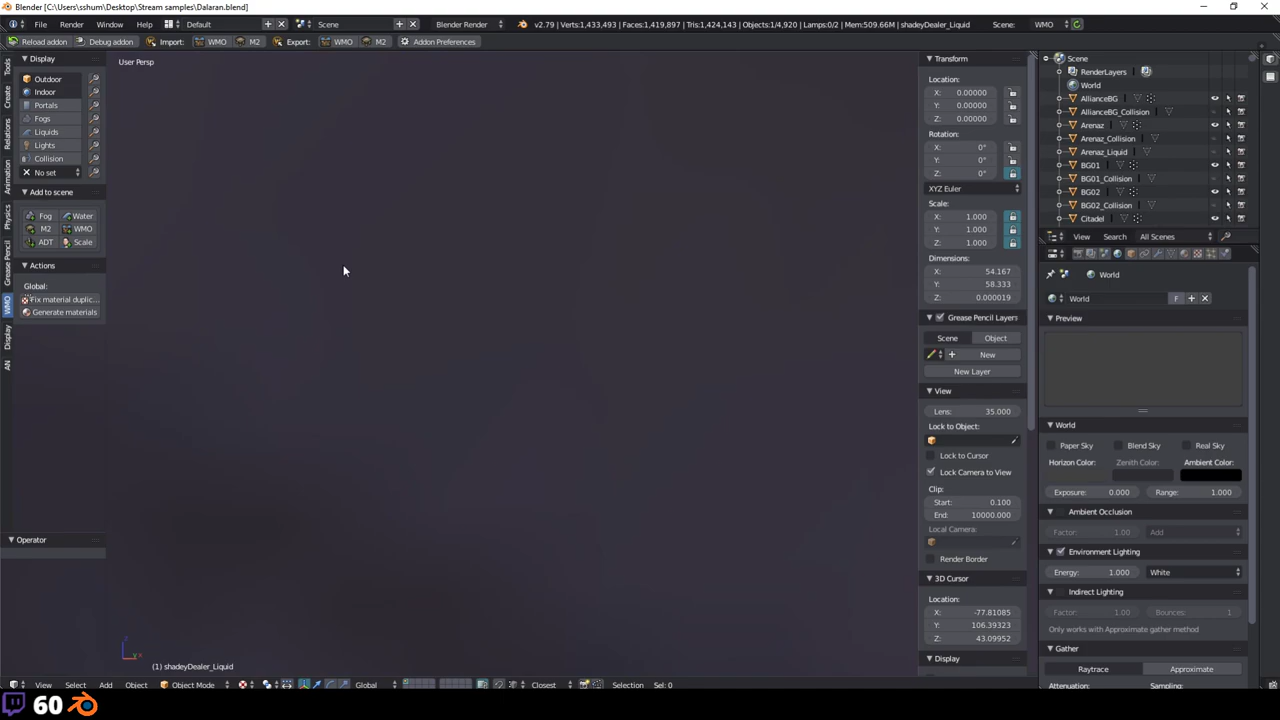 Blender [C:\Users\sshum\Desktop\Stream samples\Dalaran.blend]
File Render Window Help Default Scene Blender Render v2.79 | Verts:1,433,493 | Faces:1,419,897 | Tris:1,424,143 | Objects:1/4,920 | Lamps:0/2 | Mem:509.66M | shadeyDealer_Liquid Scene: WMO
Reload addon Debug addon Import: WMO M2 Export: WMO M2 Addon Preferences
Tools
Create
Relations
Animation
Physics
Grease Pencil
WMO
Display
AN
Display
Outdoor
Indoor
Portals
Fogs
Liquids
Lights
Collision
No set
Add to scene
Fog Water
M2 WMO
ADT Scale
Actions
Global:
Fix material duplic...
Generate materials
Operator
User Persp
(1) shadeyDealer_Liquid
View Select Add Object Object Mode Global Closest Selection Sel: 0
Transform
Location:
X: 0.00000
Y: 0.00000
Z: 0.00000
Rotation:
X: 0°
Y: 0°
Z: 0°
XYZ Euler
Scale:
X: 1.000
Y: 1.000
Z: 1.000
Dimensions:
X: 54.167
Y: 58.333
Z: 0.000019
Grease Pencil Layers
Scene Object
New
New Layer
View
Lens: 35.000
Lock to Object:
Lock to Cursor
Lock Camera to View
Clip:
Start: 0.100
End: 10000.000
Local Camera:
Render Border
3D Cursor
Location:
X: -77.81085
Y: 106.39323
Z: 43.09952
Display
Scene
RenderLayers
World
AllianceBG
AllianceBG_Collision
Arenaz
Arenaz_Collision
Arenaz_Liquid
BG01
BG01_Collision
BG02
BG02_Collision
Citadel
View Search All Scenes
World
World F
Preview
World
Paper Sky Blend Sky Real Sky
Horizon Color: Zenith Color: Ambient Color:
Exposure: 0.000 Range: 1.000
Ambient Occlusion
Factor: 1.00 Add
Environment Lighting
Energy: 1.000 White
Indirect Lighting
Factor: 1.00 Bounces: 1
Only works with Approximate gather method
Gather
Raytrace Approximate
Attenuation: Sampling:
60